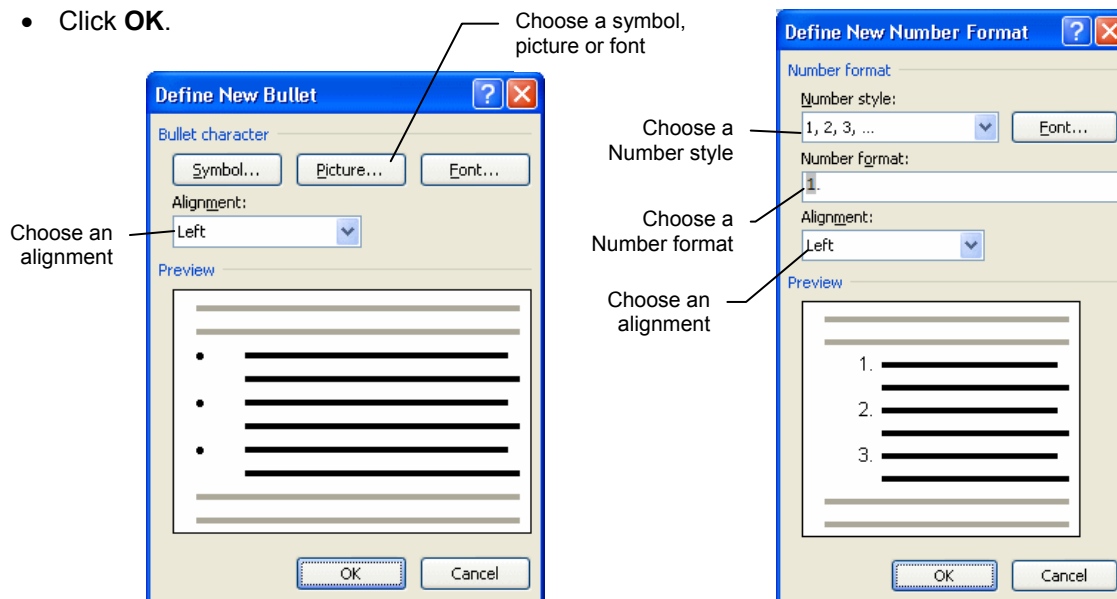 • Click OK.
Choose a symbol,
picture or font
Define New Bullet
Bullet character
Symbol...
Picture...
Font...
Alignment:
Left
Choose an
alignment
Preview
OK
Cancel
Define New Number Format
Number format
Number style:
1, 2, 3, ...
Font...
Choose a
Number style
Number format:
1.
Choose a
Number format
Alignment:
Left
Choose an
alignment
Preview
1.
2.
3.
OK
Cancel